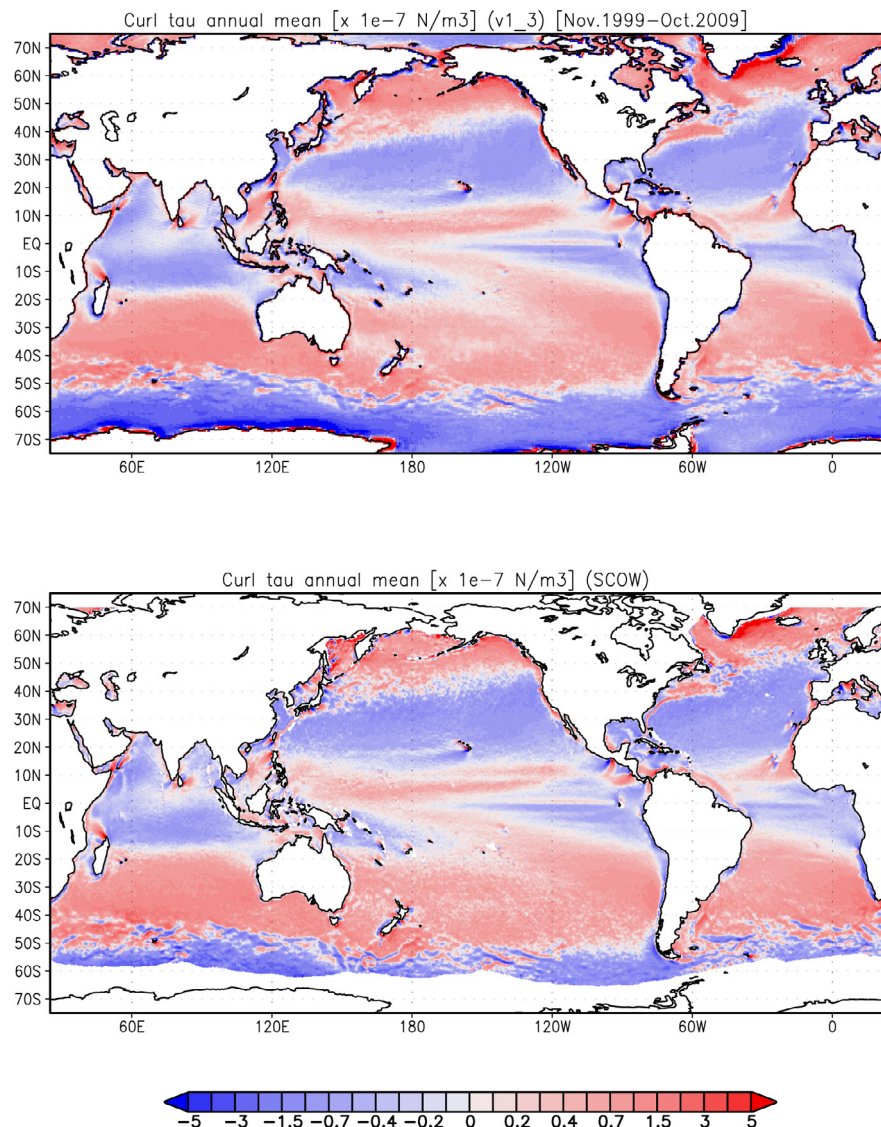 Curl tau annual mean [x 1e-7 N/m3] (v1_3) [Nov.1999-Oct.2009]
70N
60N
50N
40N
30N
20N
10N
EQ
10S
20S
30S
40S
50S
60S
70S
60E 120E 180 120W 60W 0
Curl tau annual mean [x 1e-7 N/m3] (SCOW)
70N
60N
50N
40N
30N
20N
10N
EQ
10S
20S
30S
40S
50S
60S
70S
60E 120E 180 120W 60W 0
-5 -3 -1.5 -0.7 -0.4 -0.2 0 0.2 0.4 0.7 1.5 3 5